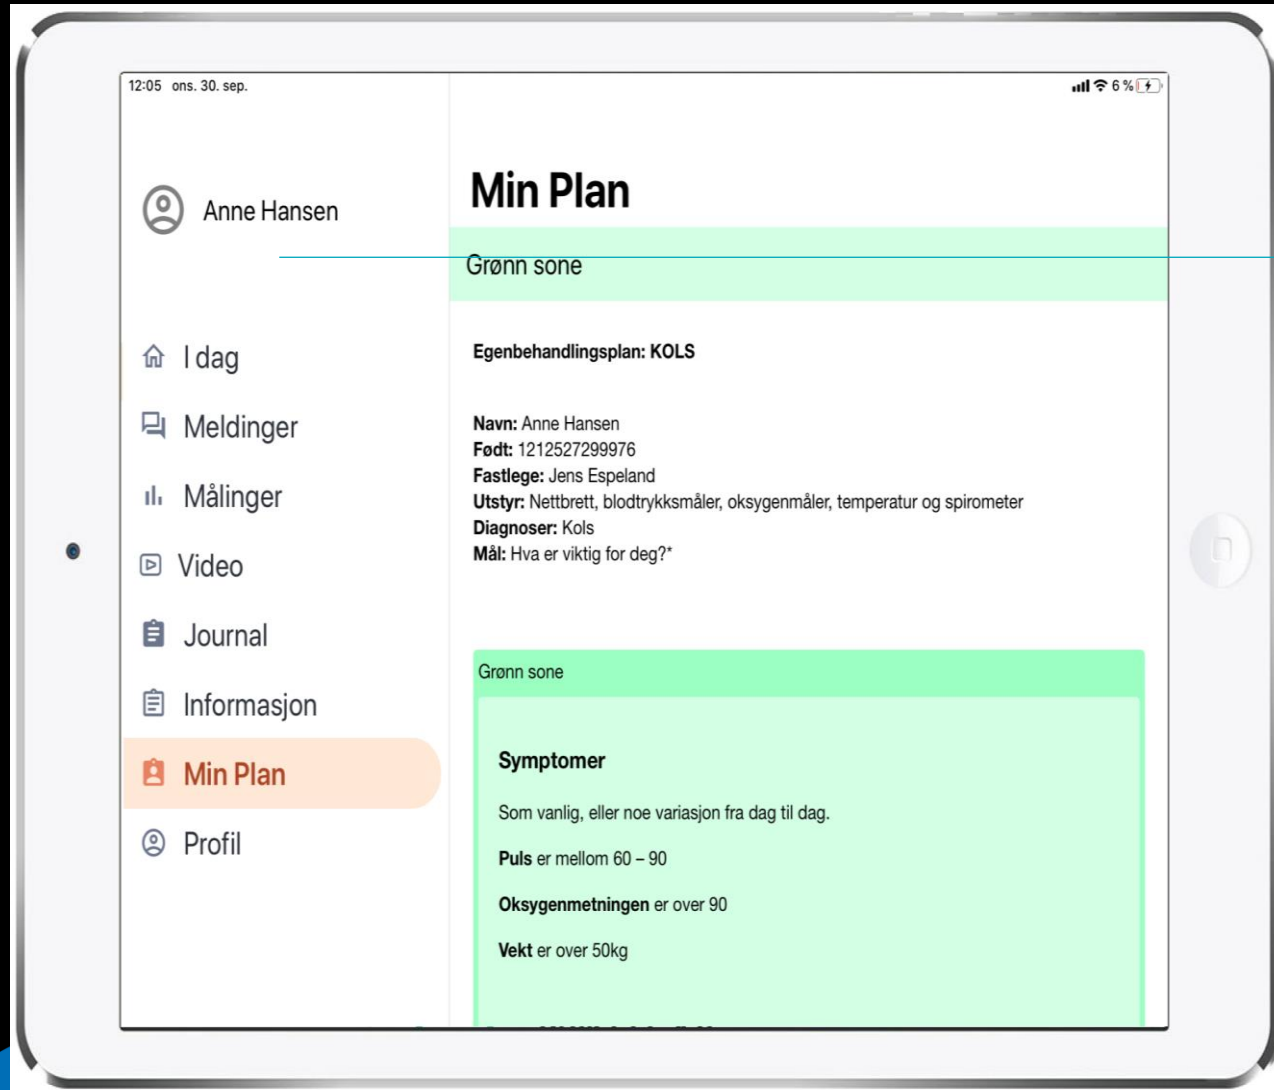 12:05 ons. 30. sep.
6 %
Anne Hansen
I dag
Meldinger
Målinger
Video
Journal
Informasjon
Min Plan
Profil
Min Plan
Grønn sone
Egenbehandlingsplan: KOLS
Navn: Anne Hansen
Født: 1212527299976
Fastlege: Jens Espeland
Utstyr: Nettbrett, blodtrykksmåler, oksygenmåler, temperatur og spirometer
Diagnoser: Kols
Mål: Hva er viktig for deg?*
Grønn sone
Symptomer
Som vanlig, eller noe variasjon fra dag til dag.
Puls er mellom 60 – 90
Oksygenmetningen er over 90
Vekt er over 50kg